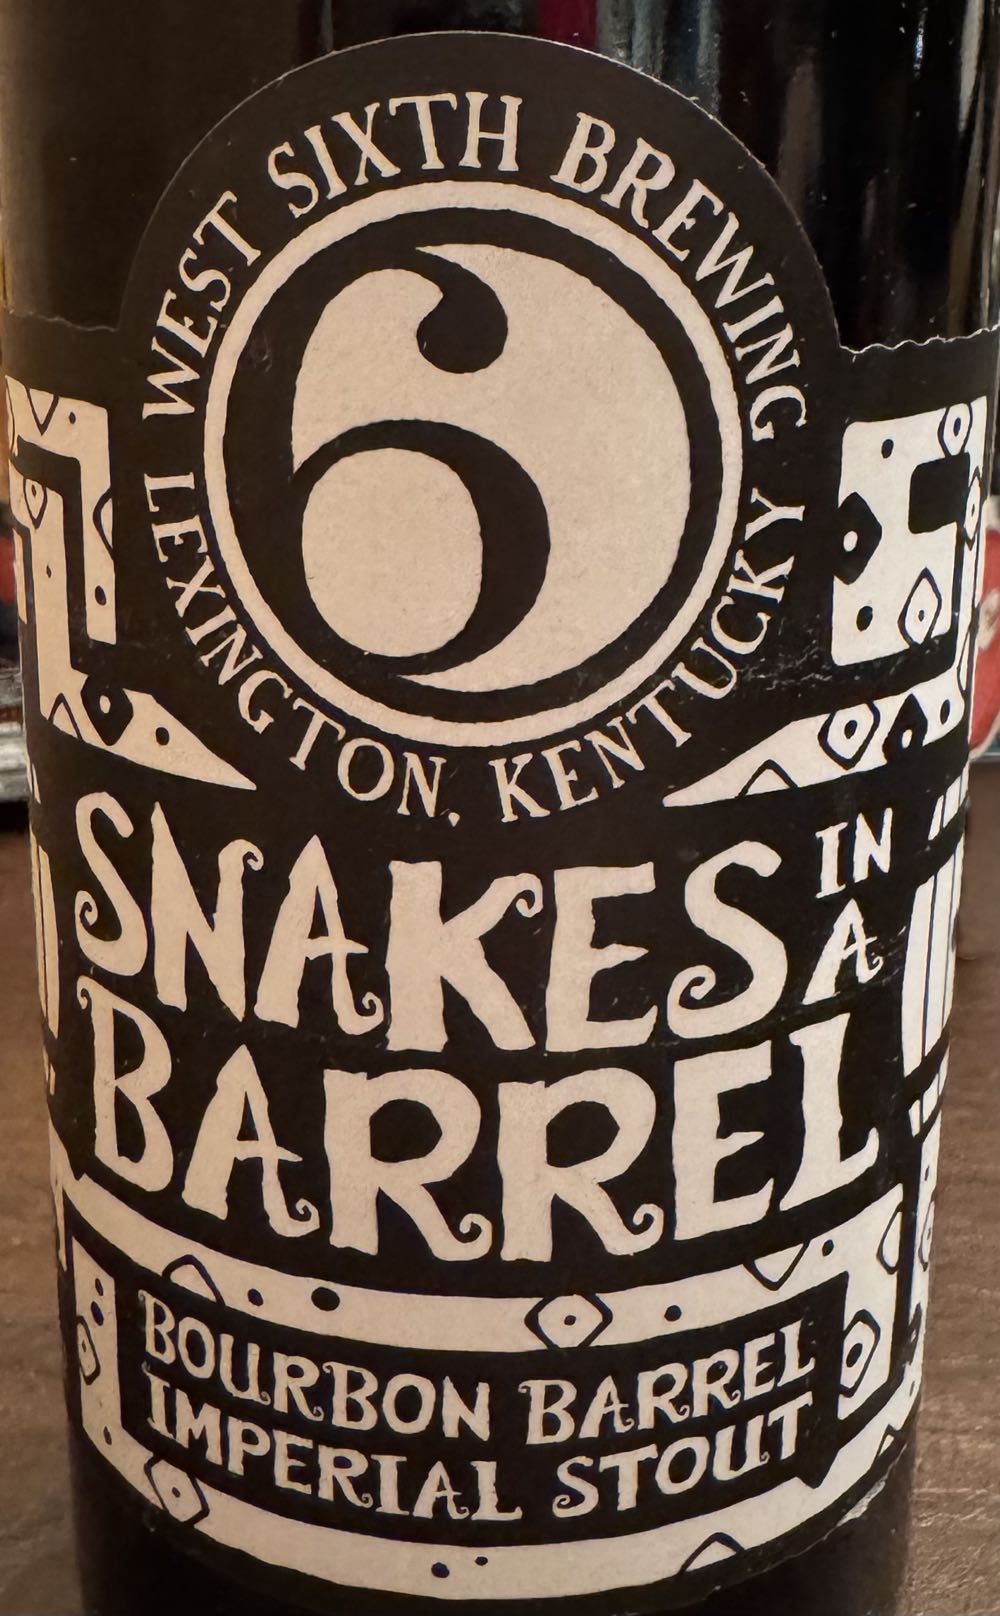 WEST SIXTH BREWING
6
LEXINGTON, KENTUCKY
SNAKES IN A
BARREL
BOURBON BARREL
IMPERIAL STOUT